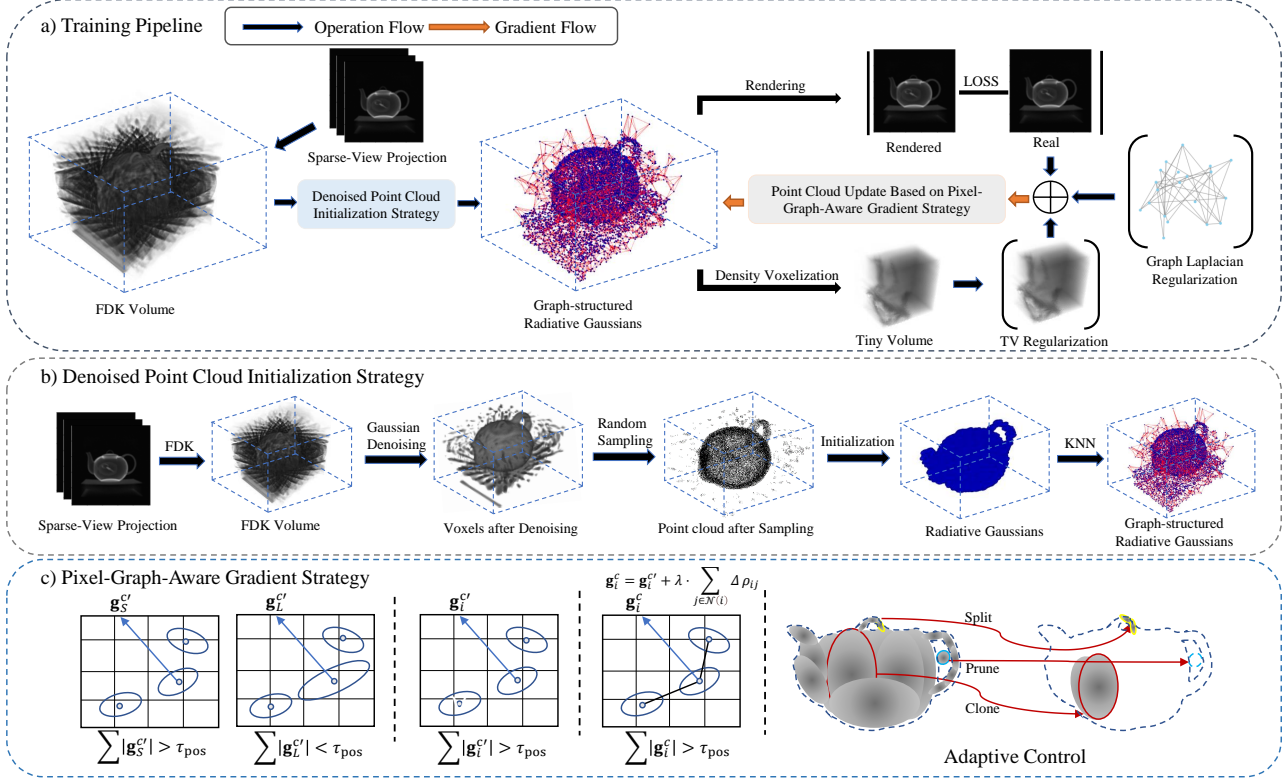 a) Training Pipeline
Operation Flow
Gradient Flow
Sparse-View Projection
FDK Volume
Denoised Point Cloud
Initialization Strategy
Graph-structured
Radiative Gaussians
Rendering
Rendered
LOSS
Real
Point Cloud Update Based on Pixel-
Graph-Aware Gradient Strategy
Graph Laplacian
Regularization
Density Voxelization
Tiny Volume
TV Regularization
b) Denoised Point Cloud Initialization Strategy
Sparse-View Projection
FDK
FDK Volume
Gaussian
Denoising
Voxels after Denoising
Random
Sampling
Point cloud after Sampling
Initialization
Radiative Gaussians
KNN
Graph-structured
Radiative Gaussians
c) Pixel-Graph-Aware Gradient Strategy
𝐠_S^{c′}
∑|𝐠_S^{c′}| > τ_pos
𝐠_L^{c′}
∑|𝐠_L^{c′}| < τ_pos
𝐠_i^{c′}
∑|𝐠_i^{c′}| > τ_pos
𝐠_i^c = 𝐠_i^{c′} + λ · ∑_{j∈𝒩(i)} Δρ_{ij}
𝐠_i^c
∑|𝐠_i^c| > τ_pos
Split
Prune
Clone
Adaptive Control